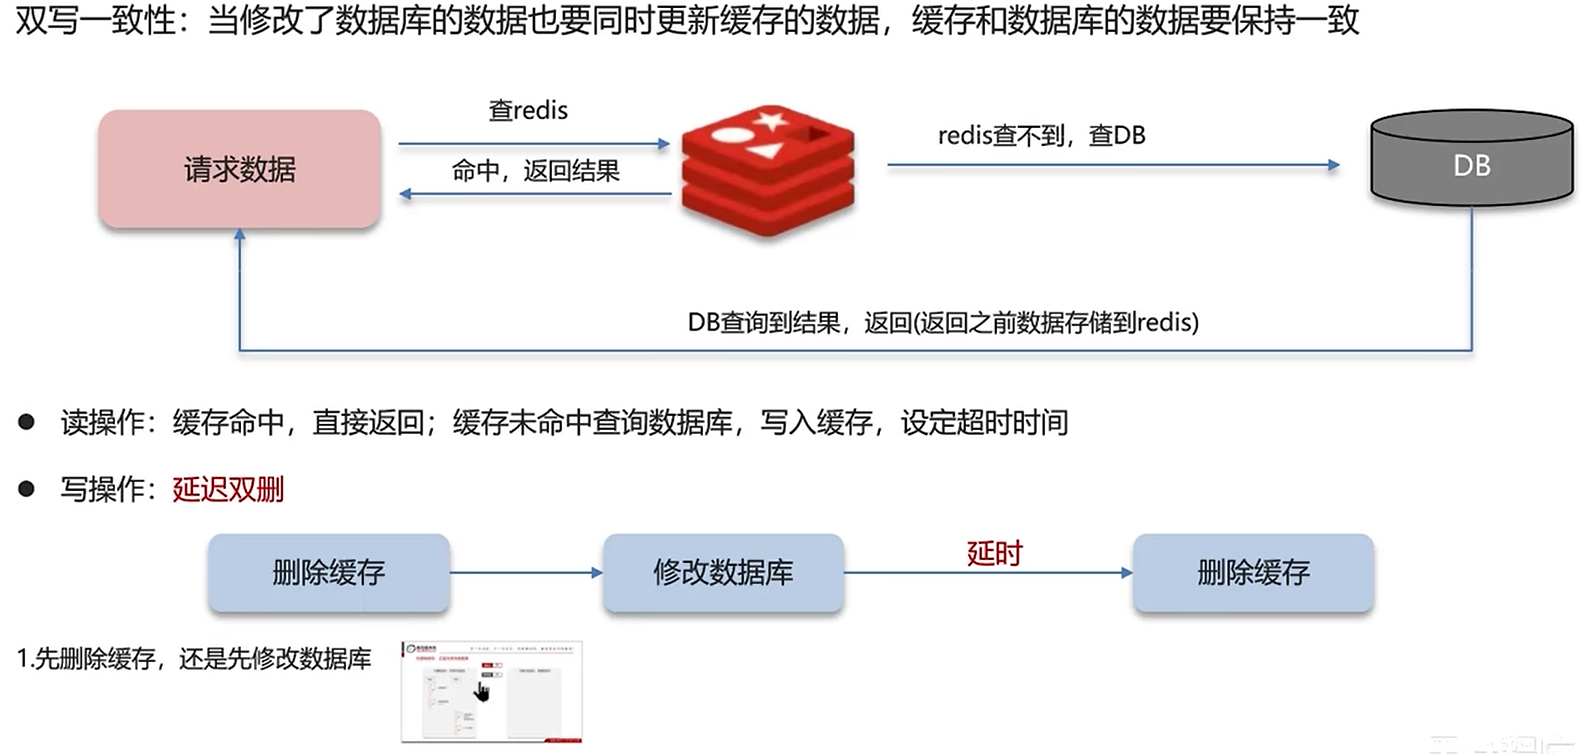 双写一致性：当修改了数据库的数据也要同时更新缓存的数据，缓存和数据库的数据要保持一致
查redis
请求数据
命中，返回结果
redis查不到，查DB
DB
DB查询到结果，返回(返回之前数据存储到redis)
读操作：缓存命中，直接返回；缓存未命中查询数据库，写入缓存，设定超时时间
写操作：延迟双删
删除缓存
修改数据库
延时
删除缓存
1.先删除缓存，还是先修改数据库